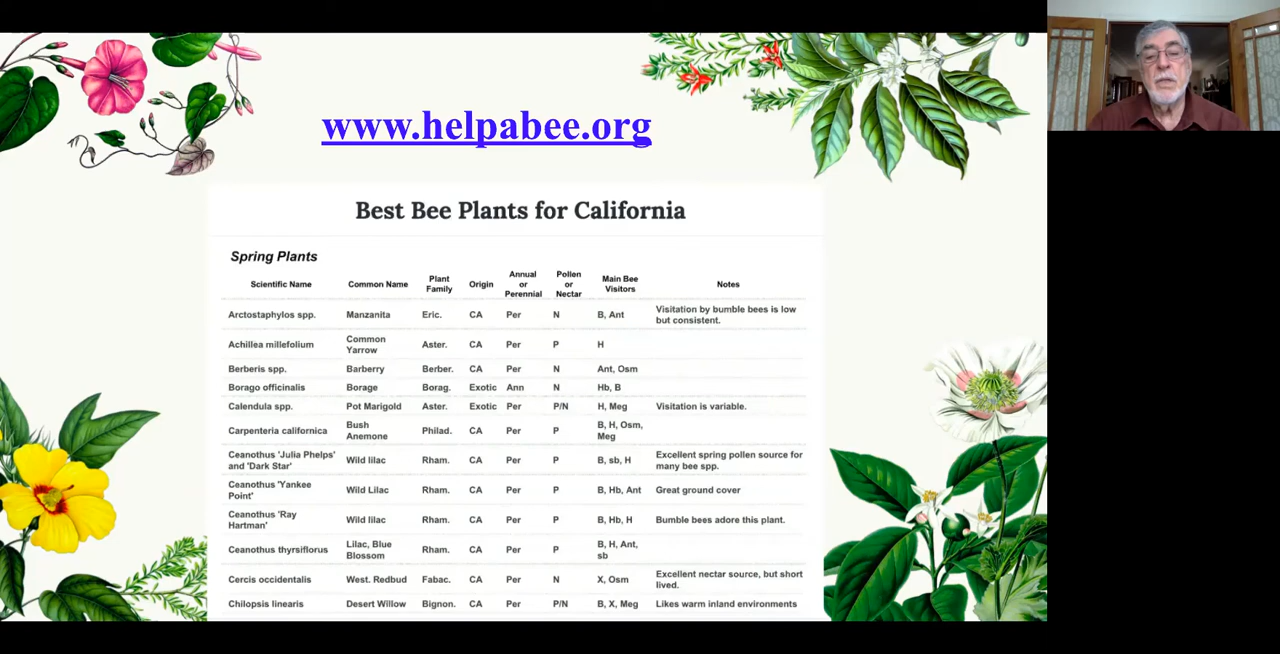 www.helpabee.org
Best Bee Plants for California
Spring Plants
Scientific Name Common Name Plant Family Origin Annual or Perennial Pollen or Nectar Main Bee Visitors Notes
Arctostaphylos spp. Manzanita Eric. CA Per N B, Ant Visitation by bumble bees is low but consistent.
Achillea millefolium Common Yarrow Aster. CA Per P H
Berberis spp. Barberry Berber. CA Per N Ant, Osm
Borago officinalis Borage Borag. Exotic Ann N Hb, B
Calendula spp. Pot Marigold Aster. Exotic Per P/N H, Meg Visitation is variable.
Carpenteria californica Bush Anemone Philad. CA Per P B, H, Osm, Meg
Ceanothus 'Julia Phelps' and 'Dark Star' Wild lilac Rham. CA Per P B, sb, H Excellent spring pollen source for many bee spp.
Ceanothus 'Yankee Point' Wild Lilac Rham. CA Per P B, Hb, Ant Great ground cover
Ceanothus 'Ray Hartman' Wild lilac Rham. CA Per P B, Hb, H Bumble bees adore this plant.
Ceanothus thyrsiflorus Lilac, Blue Blossom Rham. CA Per P B, H, Ant, sb
Cercis occidentalis West. Redbud Fabac. CA Per N X, Osm Excellent nectar source, but short lived.
Chilopsis linearis Desert Willow Bignon. CA Per P/N B, X, Meg Likes warm inland environments